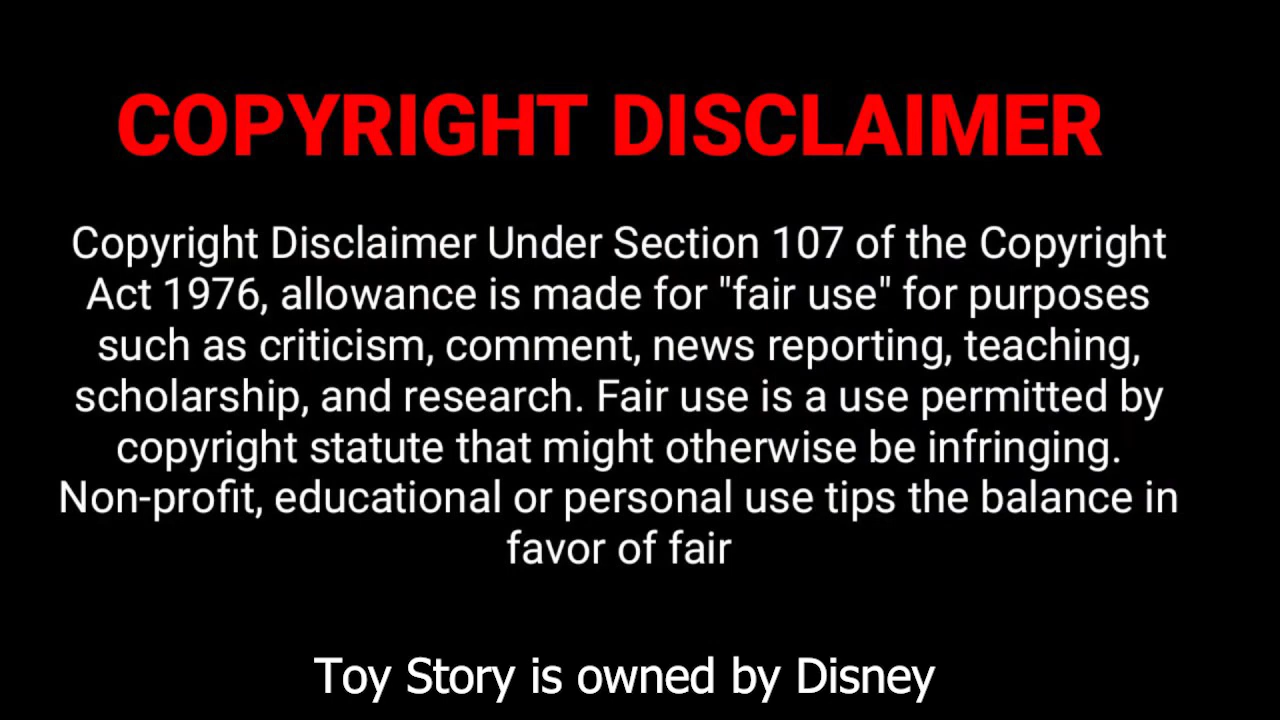 COPYRIGHT DISCLAIMER
Copyright Disclaimer Under Section 107 of the Copyright
Act 1976, allowance is made for "fair use" for purposes
such as criticism, comment, news reporting, teaching,
scholarship, and research. Fair use is a use permitted by
copyright statute that might otherwise be infringing.
Non-profit, educational or personal use tips the balance in
favor of fair
Toy Story is owned by Disney